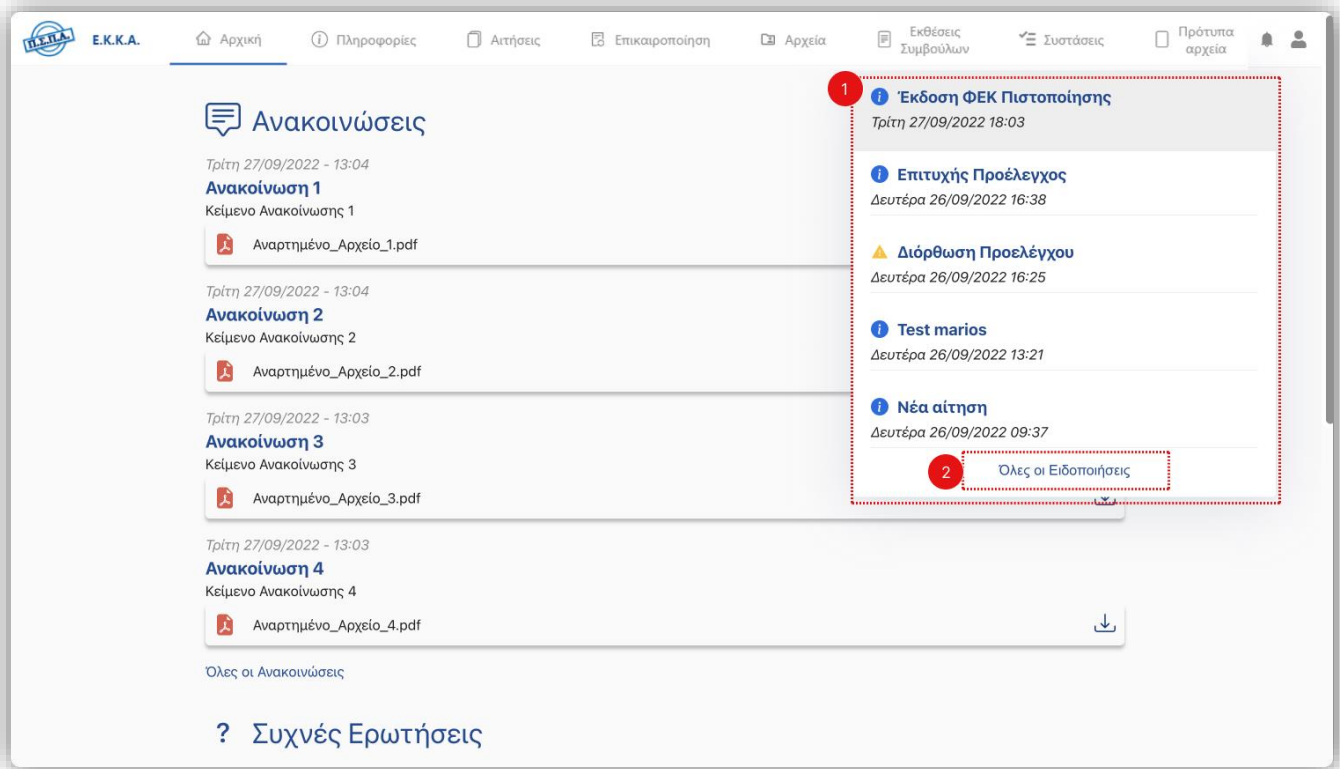 Π.Ε.Π.Α.
Ε.Κ.Κ.Α.
Αρχική
Πληροφορίες
Αιτήσεις
Επικαιροποίηση
Αρχεία
Εκθέσεις
Συμβούλων
Συστάσεις
Πρότυπα
αρχεία
Ανακοινώσεις
Τρίτη 27/09/2022 - 13:04
Ανακοίνωση 1
Κείμενο Ανακοίνωσης 1
Αναρτημένο_Αρχείο_1.pdf
Τρίτη 27/09/2022 - 13:04
Ανακοίνωση 2
Κείμενο Ανακοίνωσης 2
Αναρτημένο_Αρχείο_2.pdf
Τρίτη 27/09/2022 - 13:03
Ανακοίνωση 3
Κείμενο Ανακοίνωσης 3
Αναρτημένο_Αρχείο_3.pdf
Τρίτη 27/09/2022 - 13:03
Ανακοίνωση 4
Κείμενο Ανακοίνωσης 4
Αναρτημένο_Αρχείο_4.pdf
Όλες οι Ανακοινώσεις
? Συχνές Ερωτήσεις
1
Έκδοση ΦΕΚ Πιστοποίησης
Τρίτη 27/09/2022 18:03
Επιτυχής Προέλεγχος
Δευτέρα 26/09/2022 16:38
Διόρθωση Προελέγχου
Δευτέρα 26/09/2022 16:25
Test marios
Δευτέρα 26/09/2022 13:21
Νέα αίτηση
Δευτέρα 26/09/2022 09:37
2
Όλες οι Ειδοποιήσεις